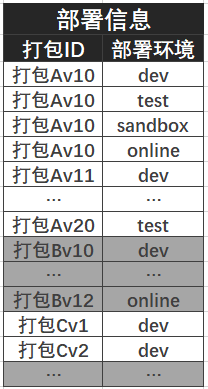 部署信息
打包ID 部署环境
打包Av10 dev
打包Av10 test
打包Av10 sandbox
打包Av10 online
打包Av11 dev
... ...
打包Av20 test
打包Bv10 dev
... ...
打包Bv12 online
打包Cv1 dev
打包Cv2 dev
... ...